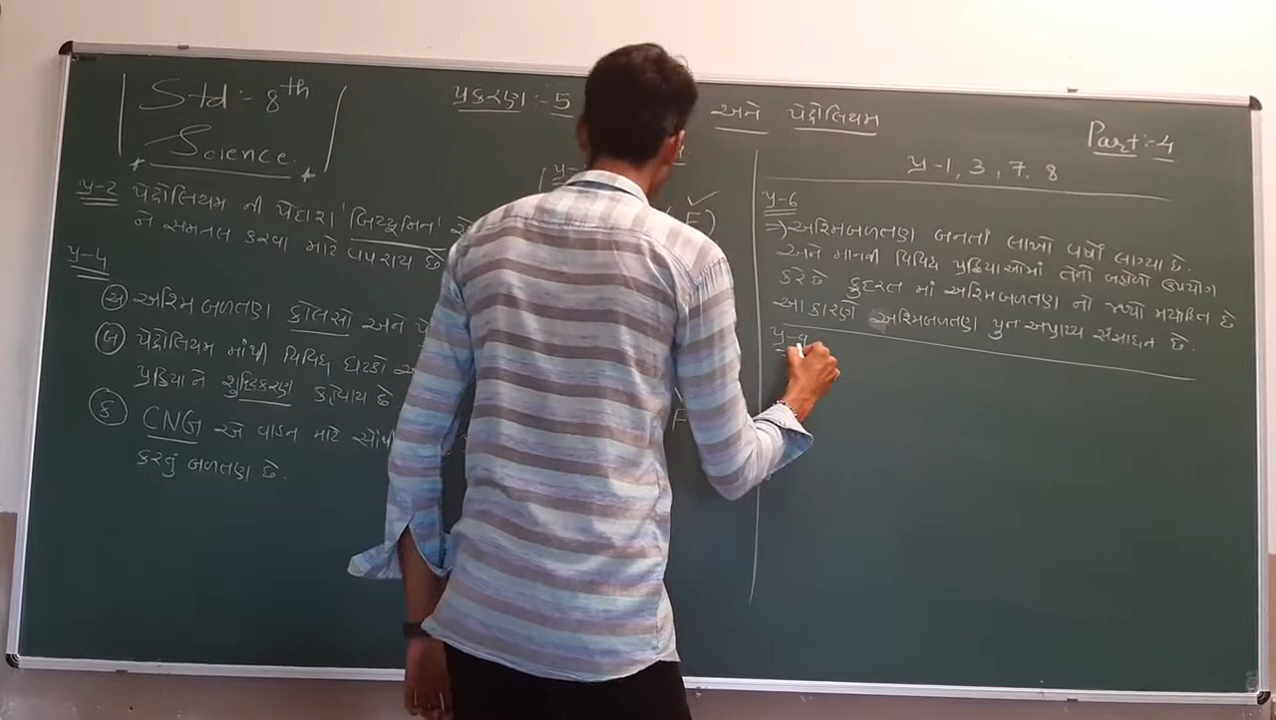 Std :- 8th
Science.
પ્રકરણ :- 5
અને પેટ્રોલિયમ
Part :- 4
પ્ર-2 પેટ્રોલિયમ ની પેદાશ 'બિટ્યૂમિન'
ને સમતલ કરવા માટે વપરાય છે
પ્ર-4
અ અશ્મિ બળતણ કોલસો અને
બ પેટ્રોલિયમ માંથી વિવિધ ઘટકો
પ્રક્રિયાને શુદ્ધિકરણ કહેવાય છે
ક CNG એ વાહન માટે
કરતું બળતણ છે.
F)
F
પ્ર-1, 3, 7. 8
પ્ર-6
⇒) અશ્મિબળતણ બનતાં લાખો વર્ષો લાગ્યા છે.
અને માનવી વિવિધ પ્રક્રિયાઓમાં તેનો બહોળો ઉપયોગ
કરે છે કુદરત માં અશ્મિબળતણ નો જથ્થો મર્યાદિત છે
આ કારણે અશ્મિબળતણ પુનઃઅપ્રાપ્ય સંસાધન છે.
પ્ર-9